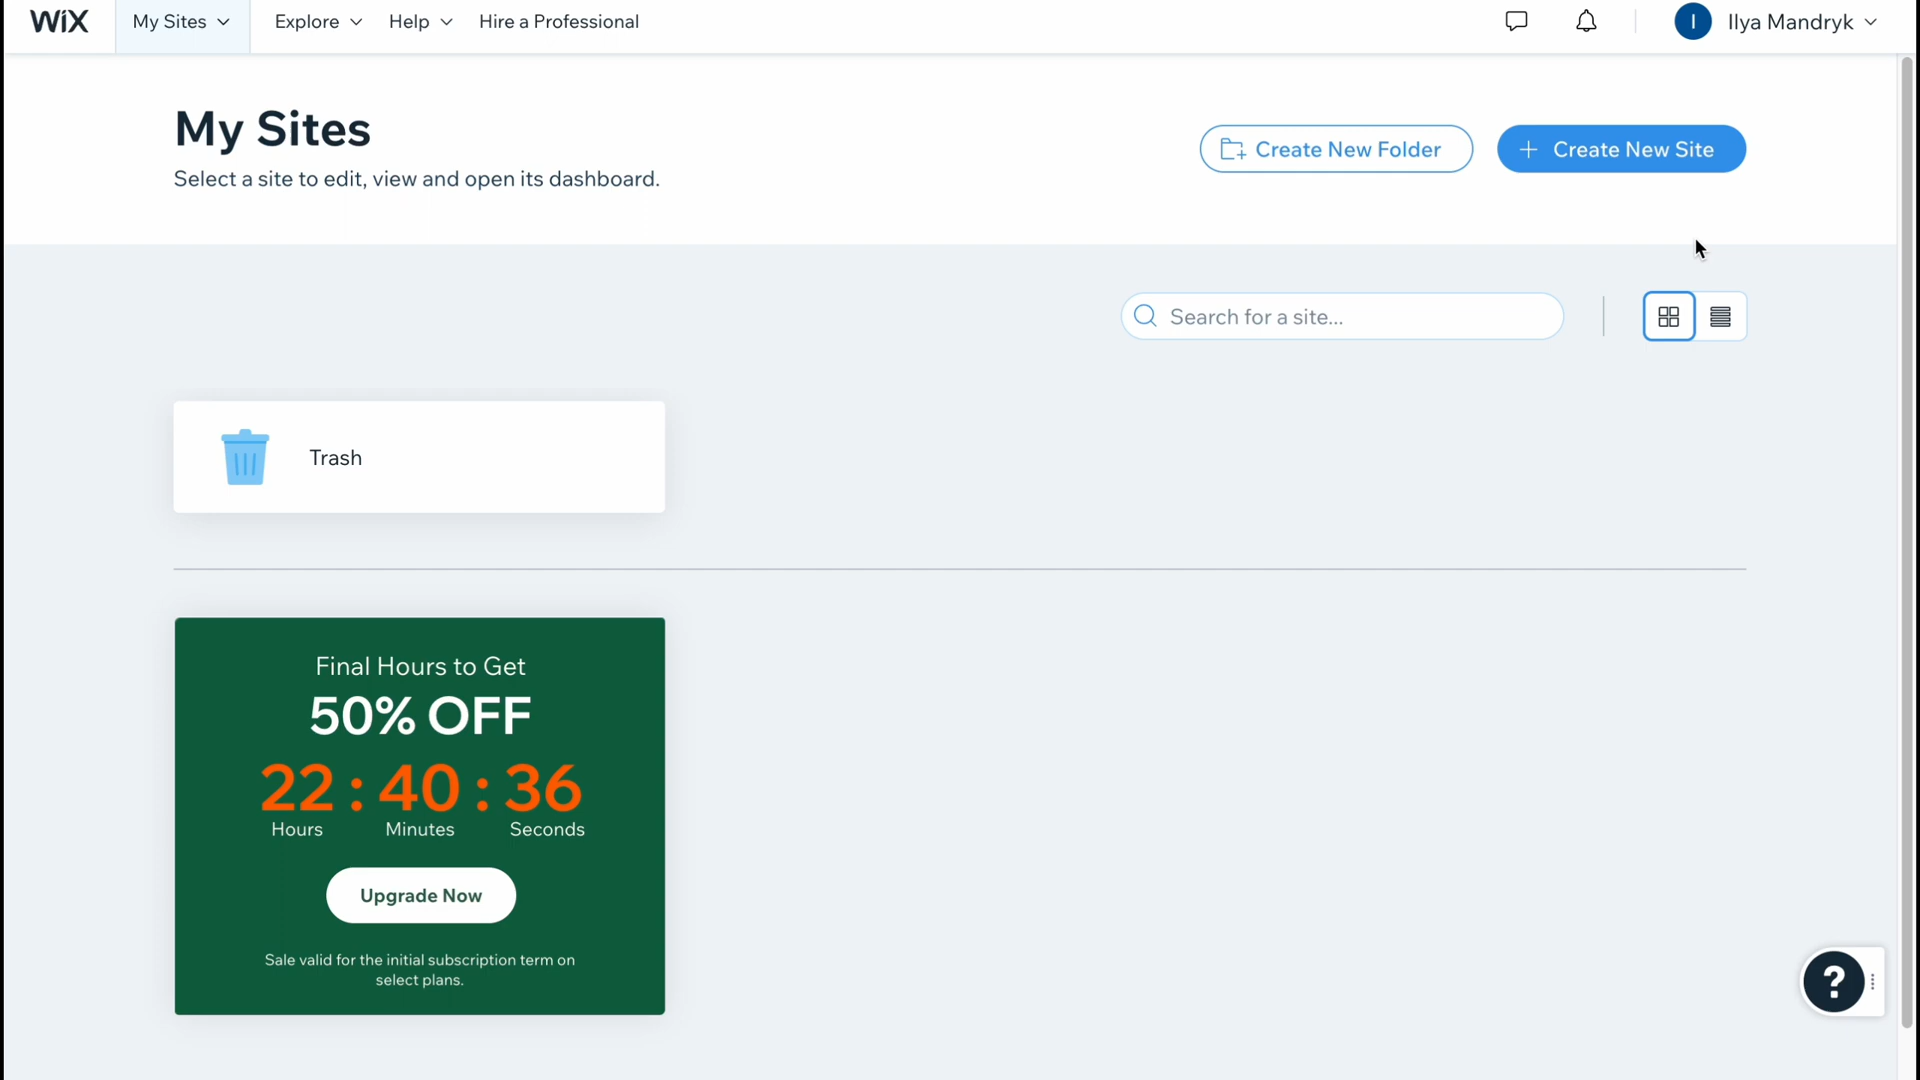 WiX My Sites Explore Help Hire a Professional I Ilya Mandryk
My Sites
Select a site to edit, view and open its dashboard.
Create New Folder
+ Create New Site
Search for a site...
Trash
Final Hours to Get
50% OFF
22 : 40 : 36
Hours Minutes Seconds
Upgrade Now
Sale valid for the initial subscription term on
select plans.
?